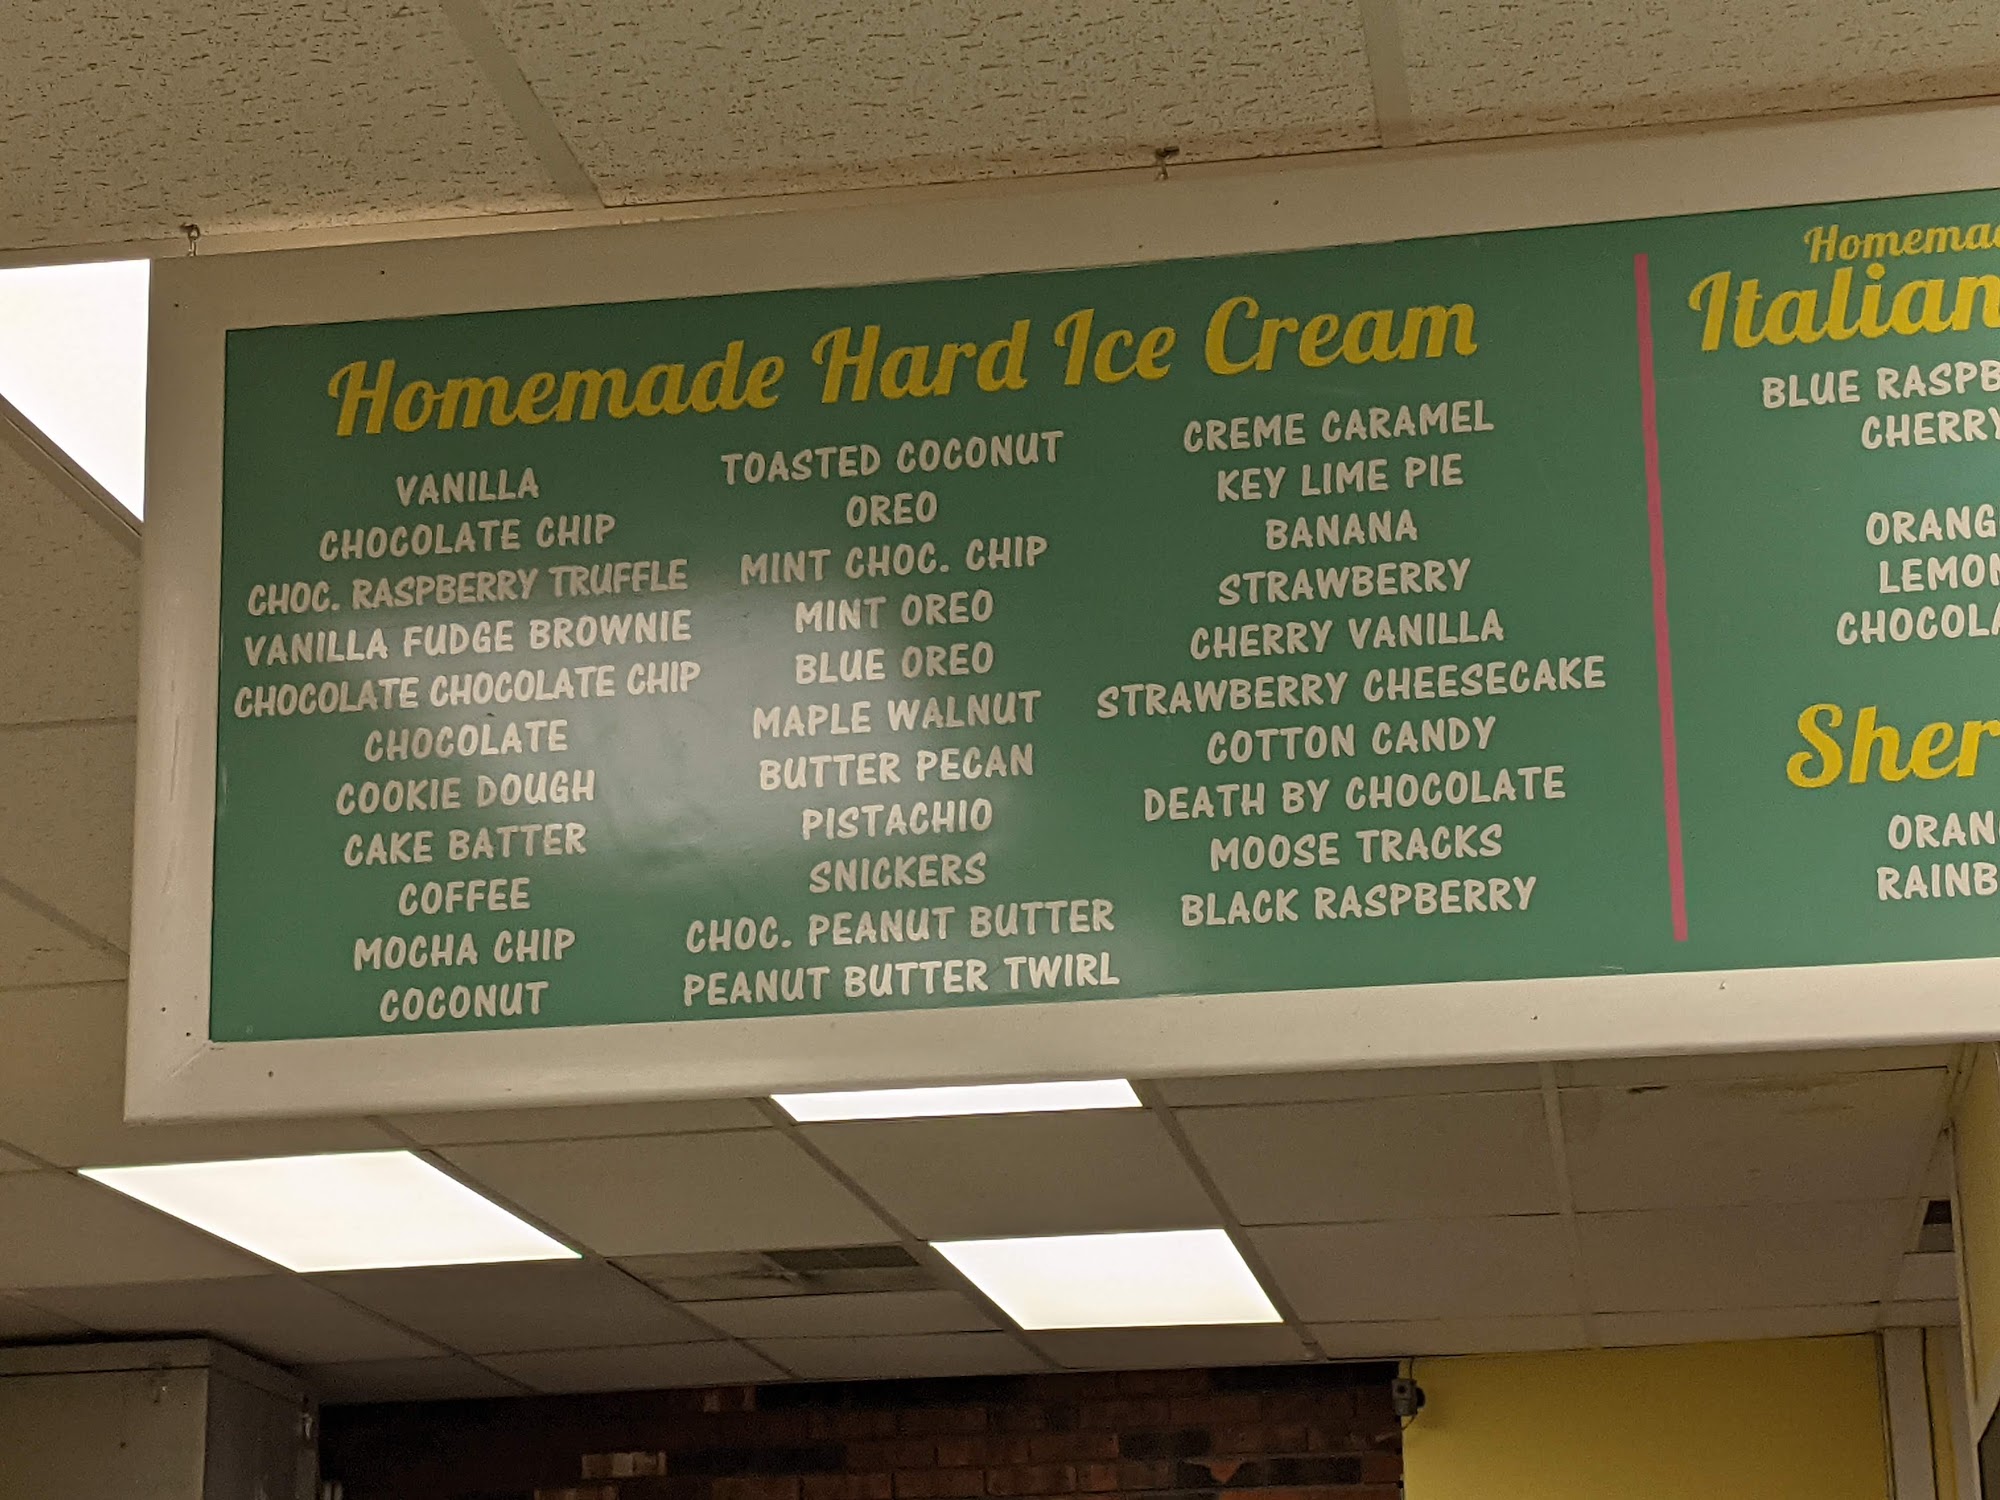 Homemade Hard Ice Cream
VANILLA
CHOCOLATE CHIP
CHOC. RASPBERRY TRUFFLE
VANILLA FUDGE BROWNIE
CHOCOLATE CHOCOLATE CHIP
CHOCOLATE
COOKIE DOUGH
CAKE BATTER
COFFEE
MOCHA CHIP
COCONUT
TOASTED COCONUT
OREO
MINT CHOC. CHIP
MINT OREO
BLUE OREO
MAPLE WALNUT
BUTTER PECAN
PISTACHIO
SNICKERS
CHOC. PEANUT BUTTER
PEANUT BUTTER TWIRL
CREME CARAMEL
KEY LIME PIE
BANANA
STRAWBERRY
CHERRY VANILLA
STRAWBERRY CHEESECAKE
COTTON CANDY
DEATH BY CHOCOLATE
MOOSE TRACKS
BLACK RASPBERRY
Italian
BLUE
CHERRY